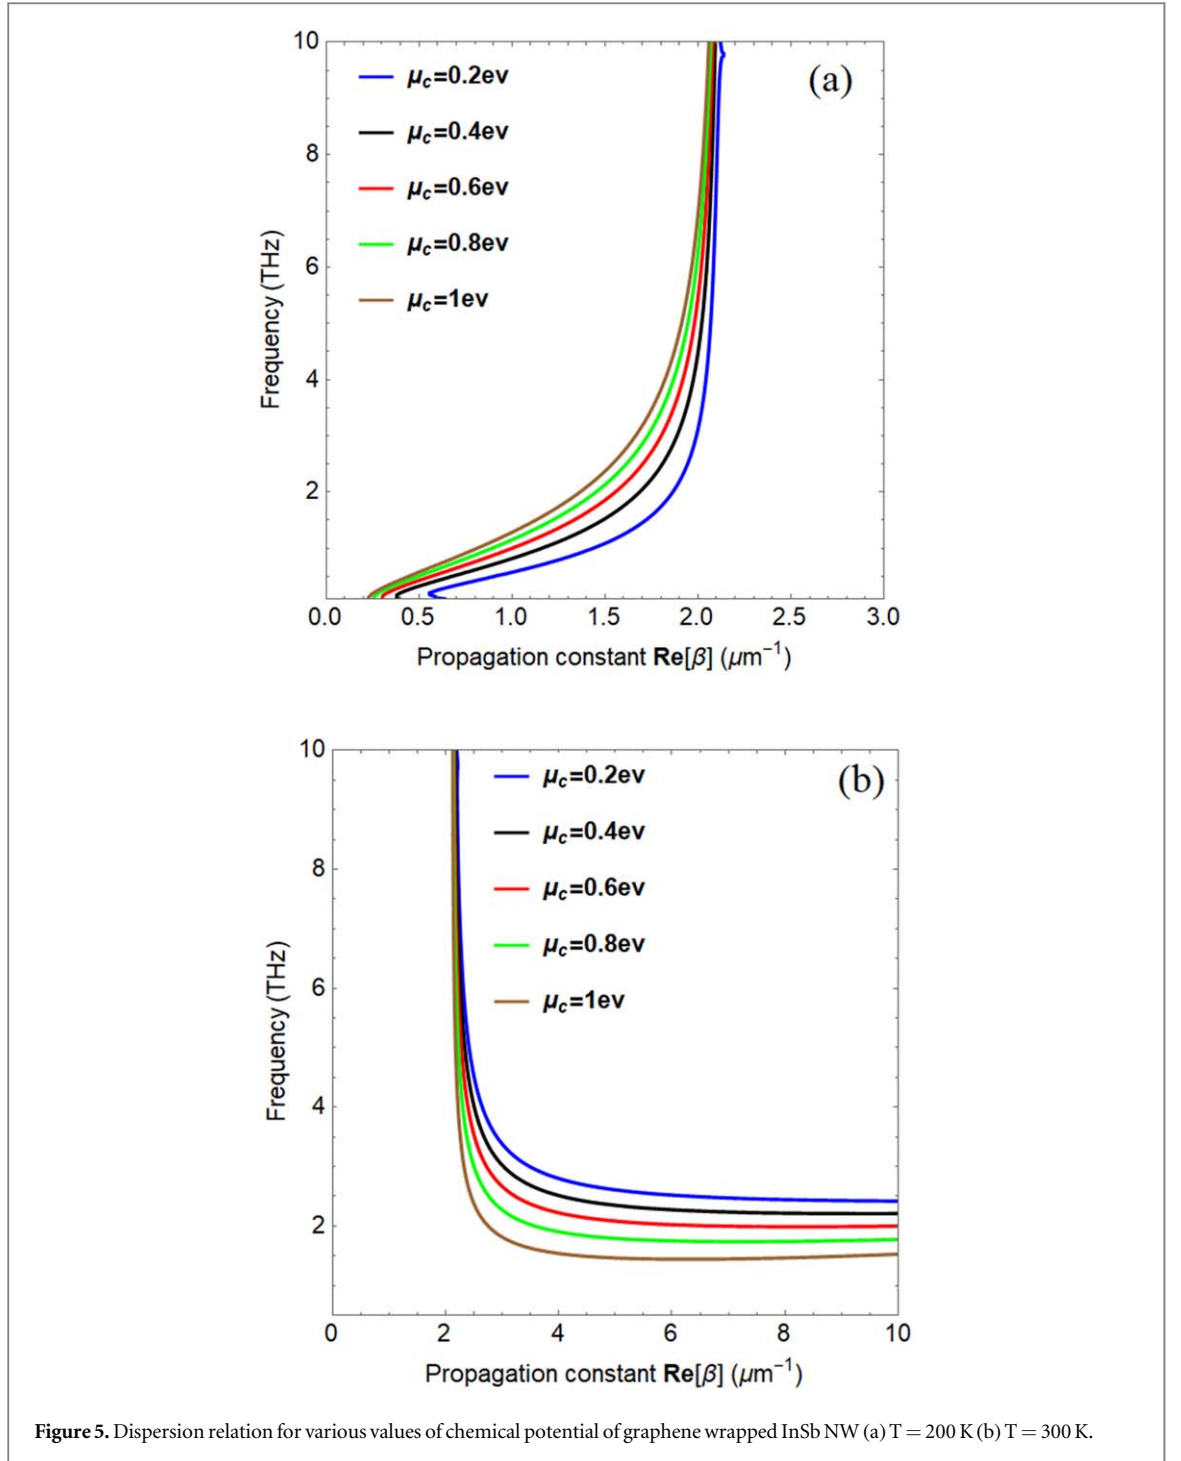 (a)
μc=0.2ev
μc=0.4ev
μc=0.6ev
μc=0.8ev
μc=1ev
Frequency (THz)
10
8
6
4
2
0.0 0.5 1.0 1.5 2.0 2.5 3.0
Propagation constant Re[β] (μm⁻¹)
(b)
μc=0.2ev
μc=0.4ev
μc=0.6ev
μc=0.8ev
μc=1ev
Frequency (THz)
10
8
6
4
2
0 2 4 6 8 10
Propagation constant Re[β] (μm⁻¹)
Figure 5. Dispersion relation for various values of chemical potential of graphene wrapped InSb NW (a) T = 200 K (b) T = 300 K.